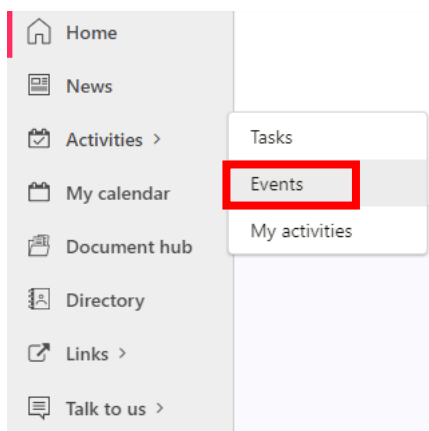 Home
News
Activities >
Tasks
Events
My activities
My calendar
Document hub
Directory
Links >
Talk to us >